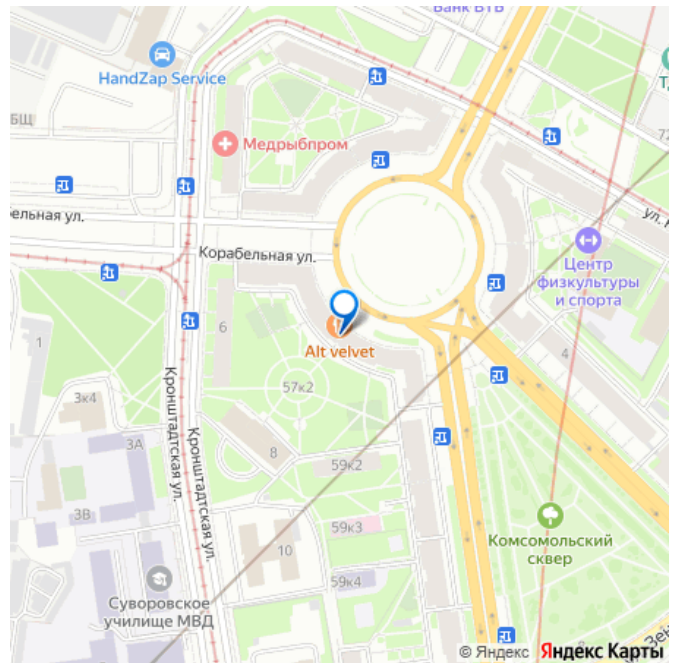 Банк ВТБ
HandZap Service
БЩ
Медрыбпром
72
бельная ул.
Корабельная ул.
Центр
физкультуры
и спорта
6
Alt velvet
1
4
57к2
3к4
Кронштадтская ул.
Кронштадтская ул.
3А
8
59к2
3В
59к3
Комсомольский
сквер
10
59к4
Суворовское
училище МВД
© Яндекс Яндекс Карты